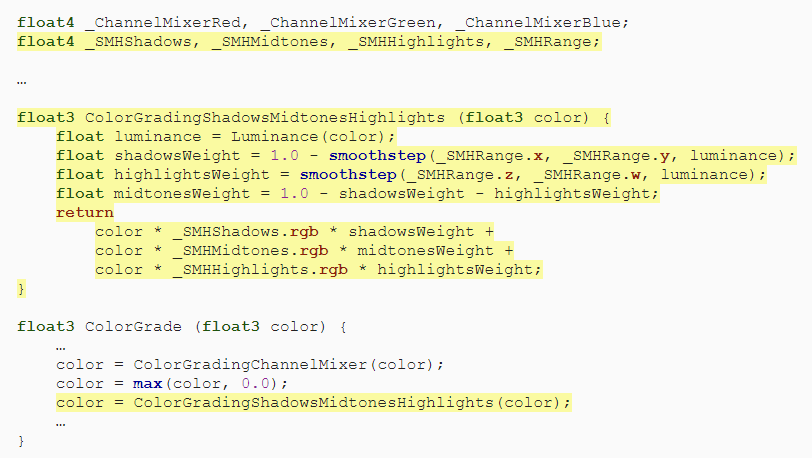 float4 _ChannelMixerRed, _ChannelMixerGreen, _ChannelMixerBlue;
float4 _SMHShadows, _SMHMidtones, _SMHHighlights, _SMHRange;
…
float3 ColorGradingShadowsMidtonesHighlights (float3 color) {
    float luminance = Luminance(color);
    float shadowsWeight = 1.0 - smoothstep(_SMHRange.x, _SMHRange.y, luminance);
    float highlightsWeight = smoothstep(_SMHRange.z, _SMHRange.w, luminance);
    float midtonesWeight = 1.0 - shadowsWeight - highlightsWeight;
    return
        color * _SMHShadows.rgb * shadowsWeight +
        color * _SMHMidtones.rgb * midtonesWeight +
        color * _SMHHighlights.rgb * highlightsWeight;
}
float3 ColorGrade (float3 color) {
    …
    color = ColorGradingChannelMixer(color);
    color = max(color, 0.0);
    color = ColorGradingShadowsMidtonesHighlights(color);
    …
}